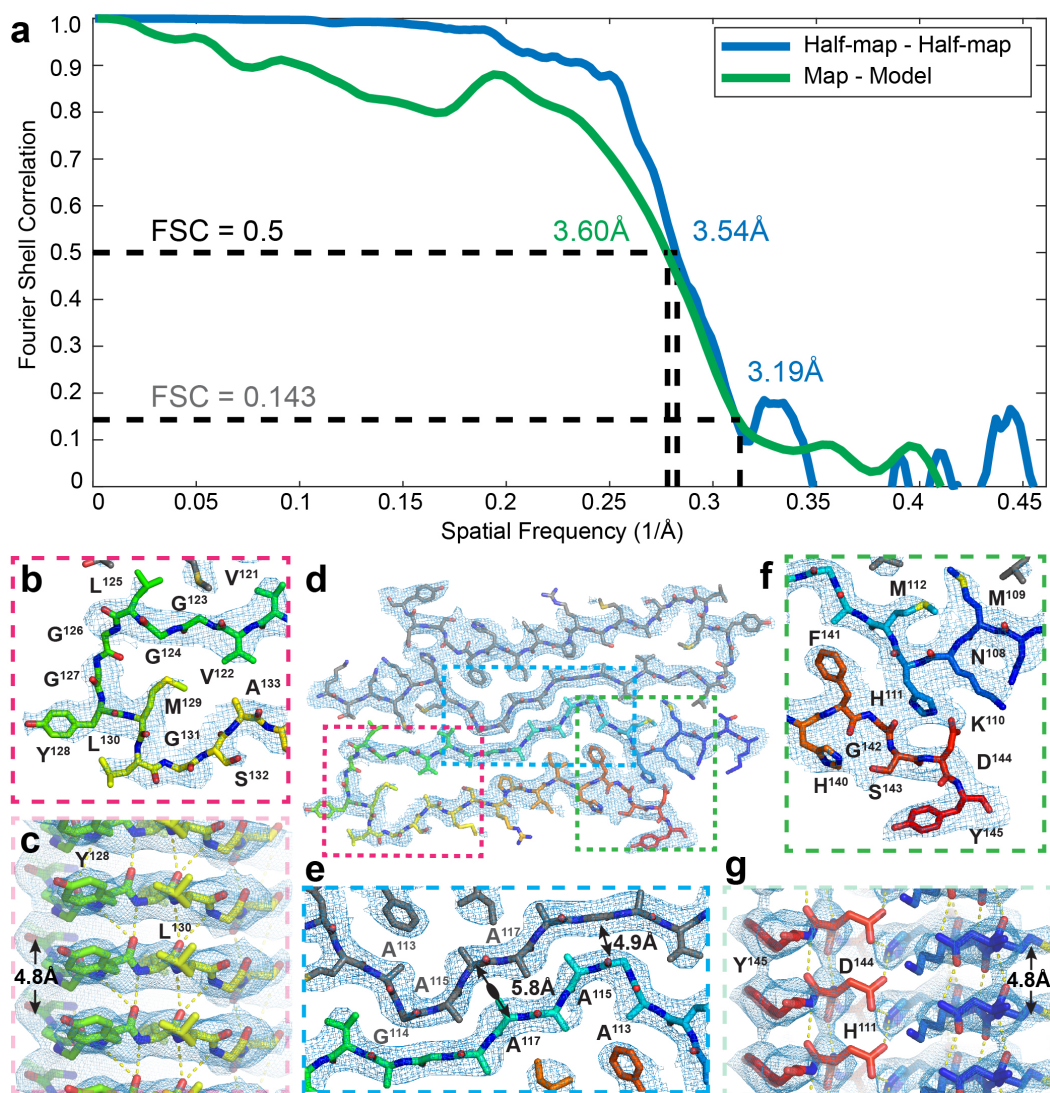 a
Fourier Shell Correlation
1.0
0.9
0.8
0.7
0.6
0.5
0.4
0.3
0.2
0.1
0
Half-map - Half-map
Map - Model
FSC = 0.5
3.60Å
3.54Å
FSC = 0.143
3.19Å
0 0.05 0.1 0.15 0.2 0.25 0.3 0.35 0.4 0.45
Spatial Frequency (1/Å)
b
L¹²⁵
V¹²¹
G¹²³
G¹²⁶
G¹²⁴
V¹²²
G¹²⁷
A¹³³
M¹²⁹
G¹³¹
Y¹²⁸
L¹³⁰
S¹³²
c
Y¹²⁸
L¹³⁰
4.8Å
d
e
A¹¹³
A¹¹⁷
4.9Å
A¹¹⁵
5.8Å
A¹¹⁵
G¹¹⁴
A¹¹⁷
A¹¹³
f
M¹¹²
M¹⁰⁹
F¹⁴¹
N¹⁰⁸
H¹¹¹
K¹¹⁰
G¹⁴²
D¹⁴⁴
H¹⁴⁰
S¹⁴³
Y¹⁴⁵
g
Y¹⁴⁵
D¹⁴⁴
4.8Å
H¹¹¹